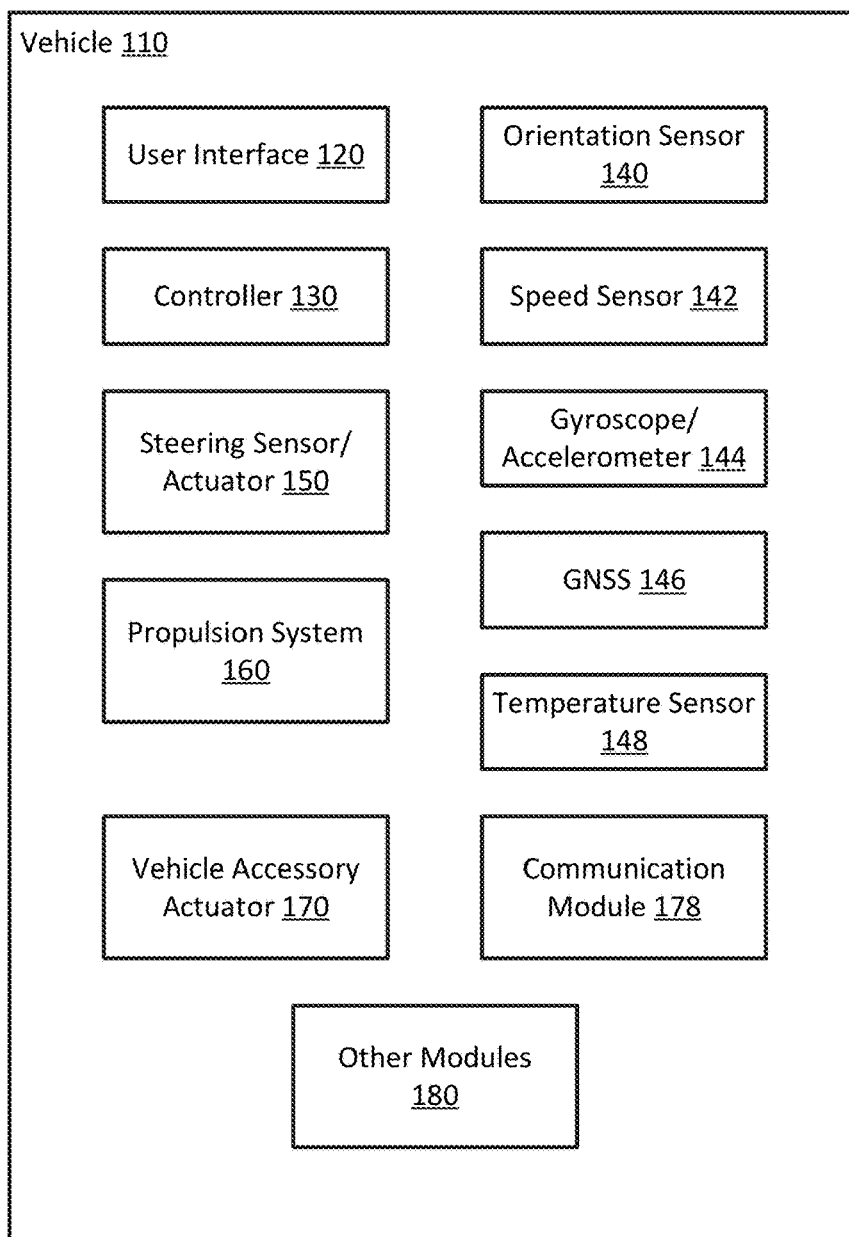 Vehicle 110
User Interface 120
Orientation Sensor
140
Controller 130
Speed Sensor 142
Steering Sensor/
Actuator 150
Gyroscope/
Accelerometer 144
GNSS 146
Propulsion System
160
Temperature Sensor
148
Vehicle Accessory
Actuator 170
Communication
Module 178
Other Modules
180